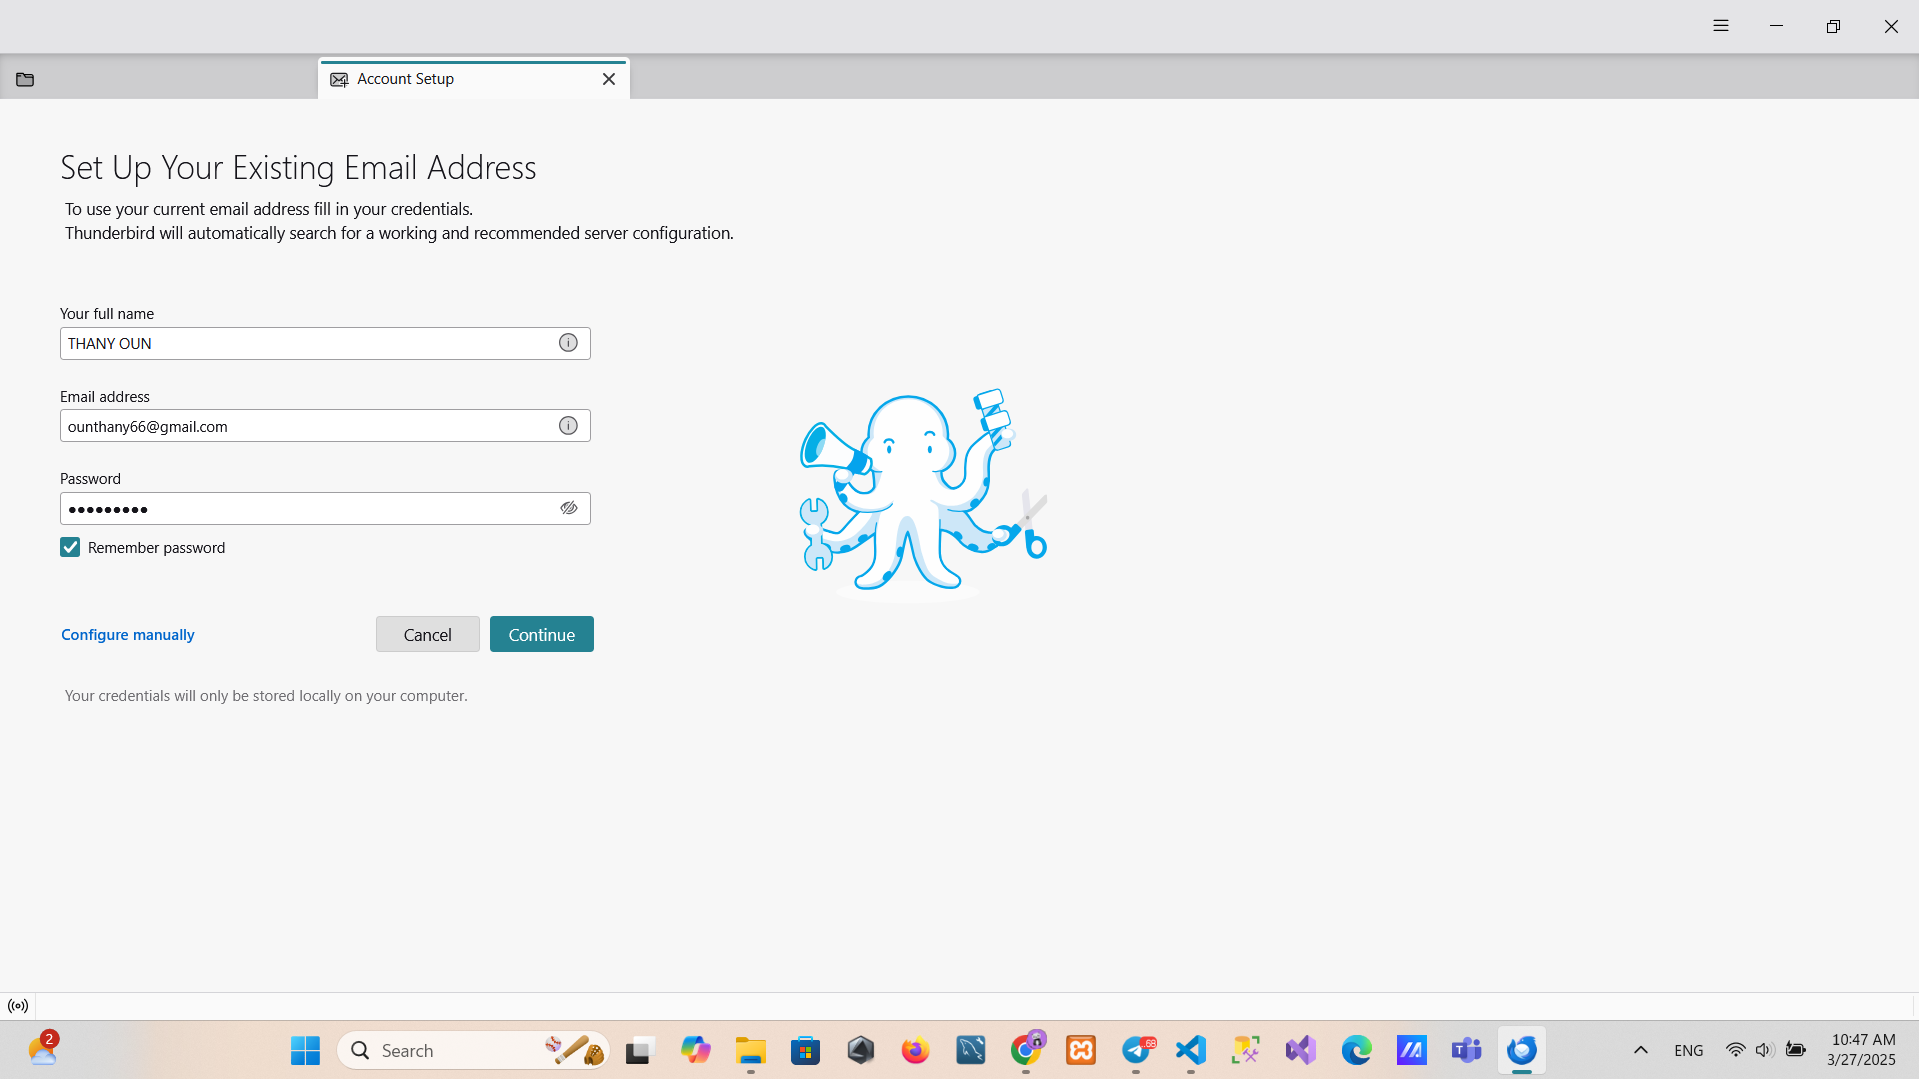 Account Setup
Set Up Your Existing Email Address
To use your current email address fill in your credentials.
Thunderbird will automatically search for a working and recommended server configuration.
Your full name
THANY OUN
Email address
ounthany66@gmail.com
Password
•••••••••
Remember password
Configure manually
Cancel
Continue
Your credentials will only be stored locally on your computer.
2
Search
..68
ENG
10:47 AM
3/27/2025